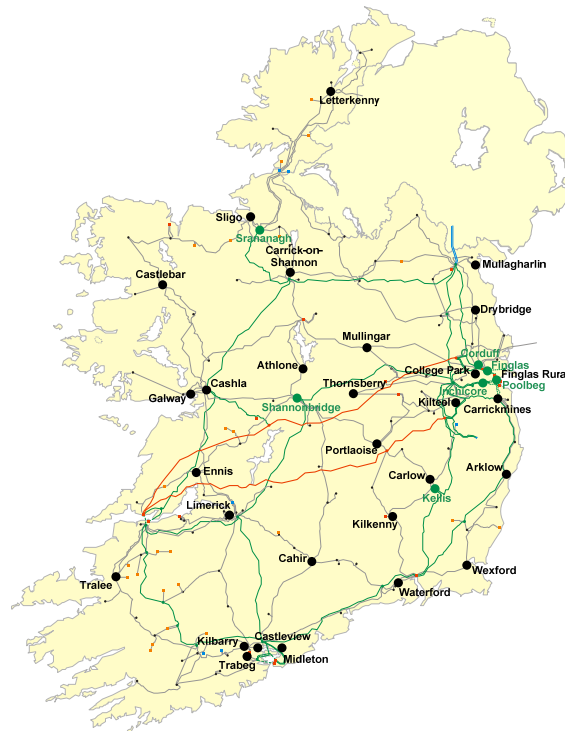 Letterkenny
Sligo
Srananagh
Carrick-on-
Shannon
Mullagharlin
Castlebar
Drybridge
Mullingar
Corduff
Finglas
Athlone
College Park
Finglas Rura
Cashla
Thornsberry
Inchicore
Poolbeg
Galway
Shannonbridge
Kilteel
Carrickmines
Portlaoise
Ennis
Carlow
Arklow
Kellis
Limerick
Kilkenny
Cahir
Wexford
Tralee
Waterford
Kilbarry
Castleview
Trabeg
Midleton